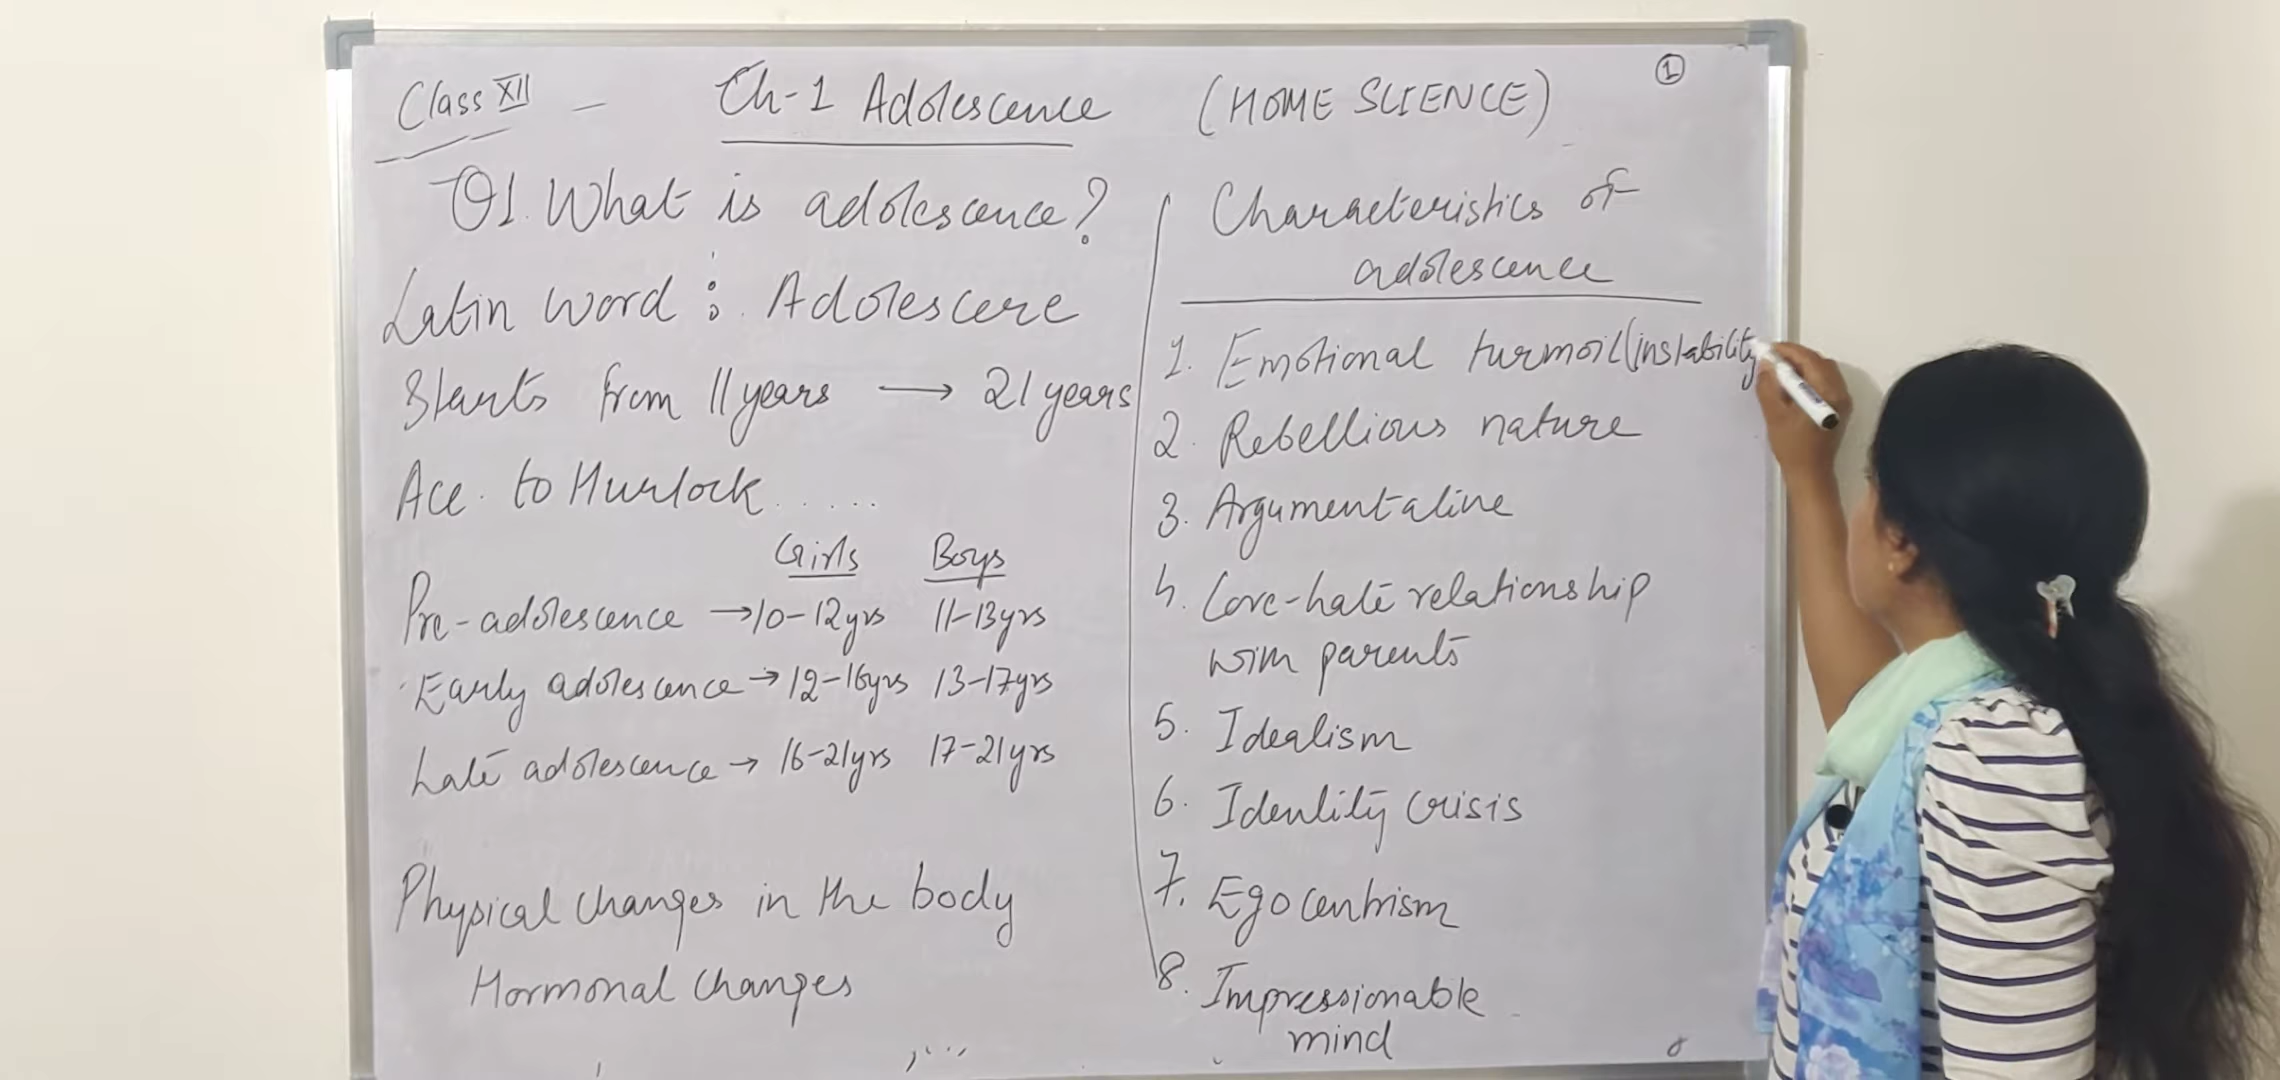 Class XII - Ch-1 Adolescence (HOME SCIENCE) 1
Q1. What is adolescence?
Latin word : Adolescere
Starts from 11 years → 21 years
Acc. to Hurlock .....
Girls Boys
Pre-adolescence → 10-12yrs 11-13yrs
Early adolescence → 12-16yrs 13-17yrs
Late adolescence → 16-21yrs 17-21yrs
Physical changes in the body
Hormonal changes
Characteristics of
adolescence
1. Emotional turmoil (instability
2. Rebellious nature
3. Argumentative
4. Love-hate relationship
with parents
5. Idealism
6. Identity crisis
7. Egocentrism
8. Impressionable
mind